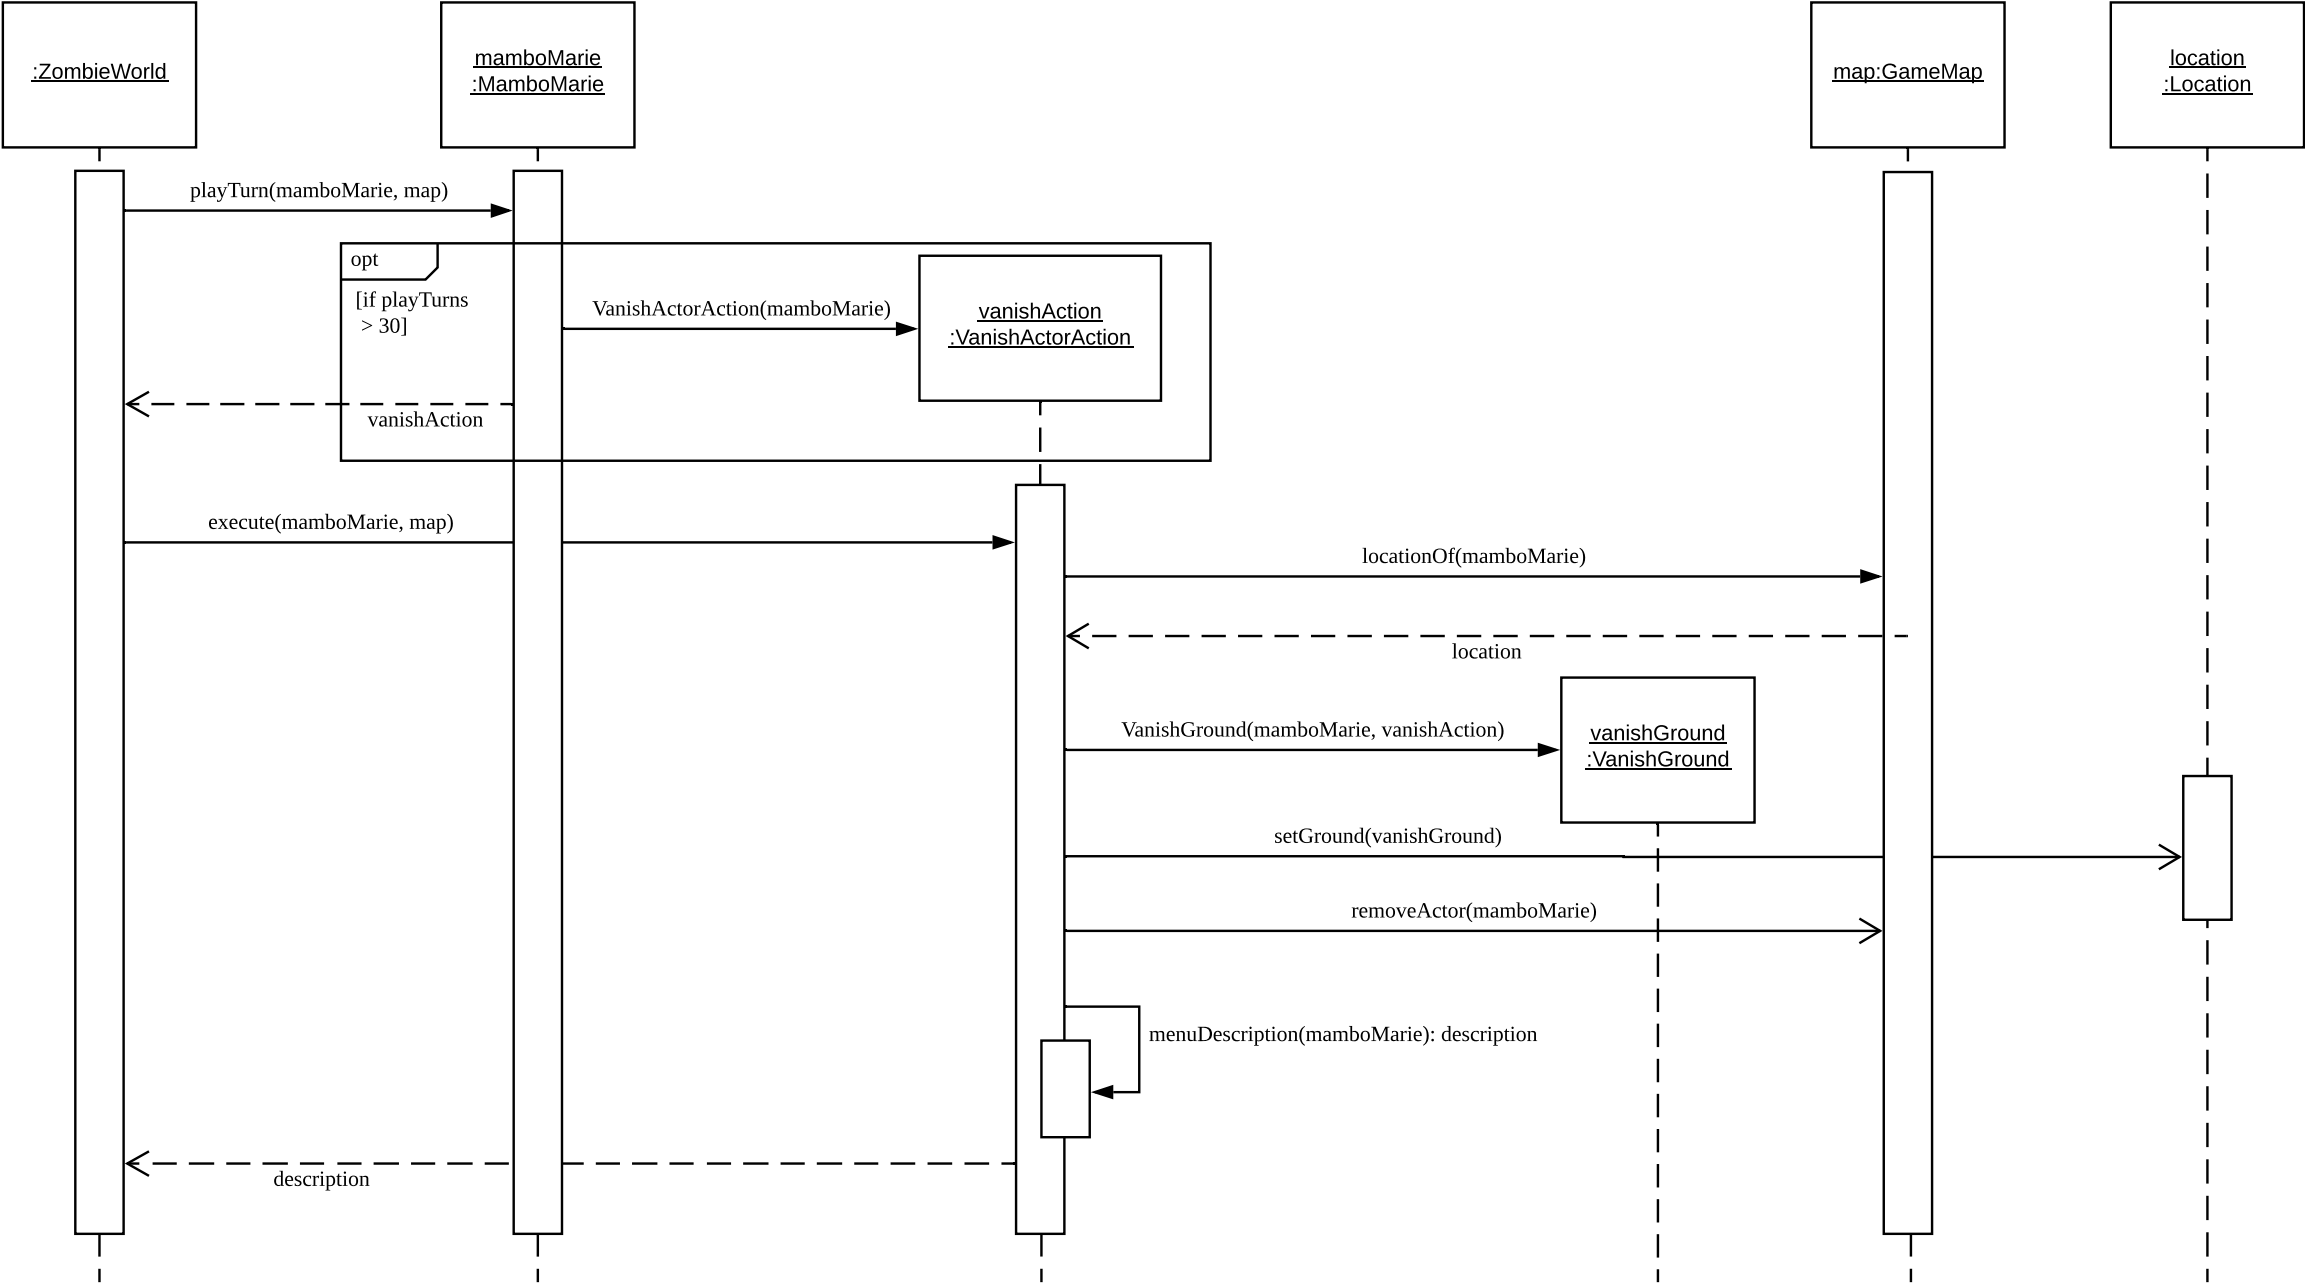 :ZombieWorld
mamboMarie
:MamboMarie
map:GameMap
location
:Location
playTurn(mamboMarie, map)
opt
[if playTurns
> 30]
VanishActorAction(mamboMarie)
vanishAction
:VanishActorAction
vanishAction
execute(mamboMarie, map)
locationOf(mamboMarie)
location
VanishGround(mamboMarie, vanishAction)
vanishGround
:VanishGround
setGround(vanishGround)
removeActor(mamboMarie)
menuDescription(mamboMarie): description
description